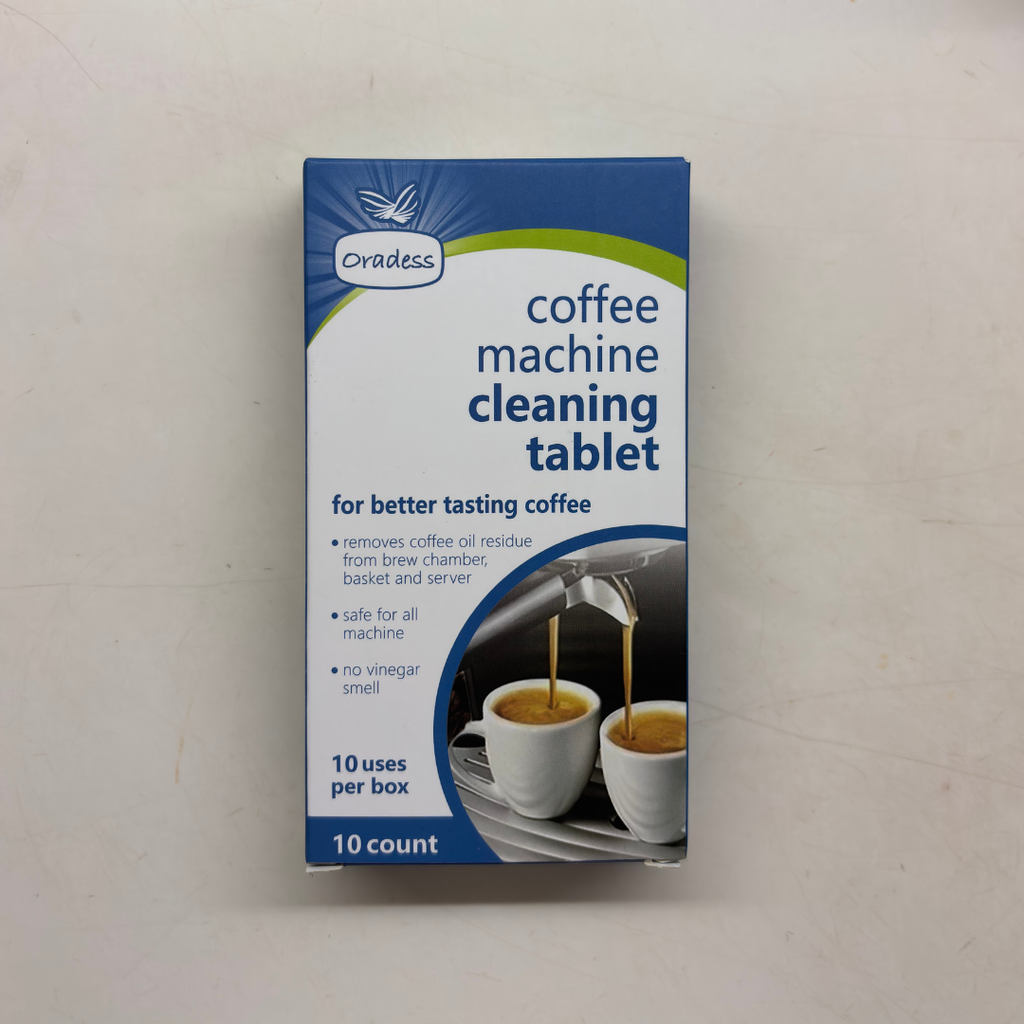 Oradess
coffee
machine
cleaning
tablet
for better tasting coffee
• removes coffee oil residue
from brew chamber,
basket and server
• safe for all
machine
• no vinegar
smell
10 uses
per box
10 count